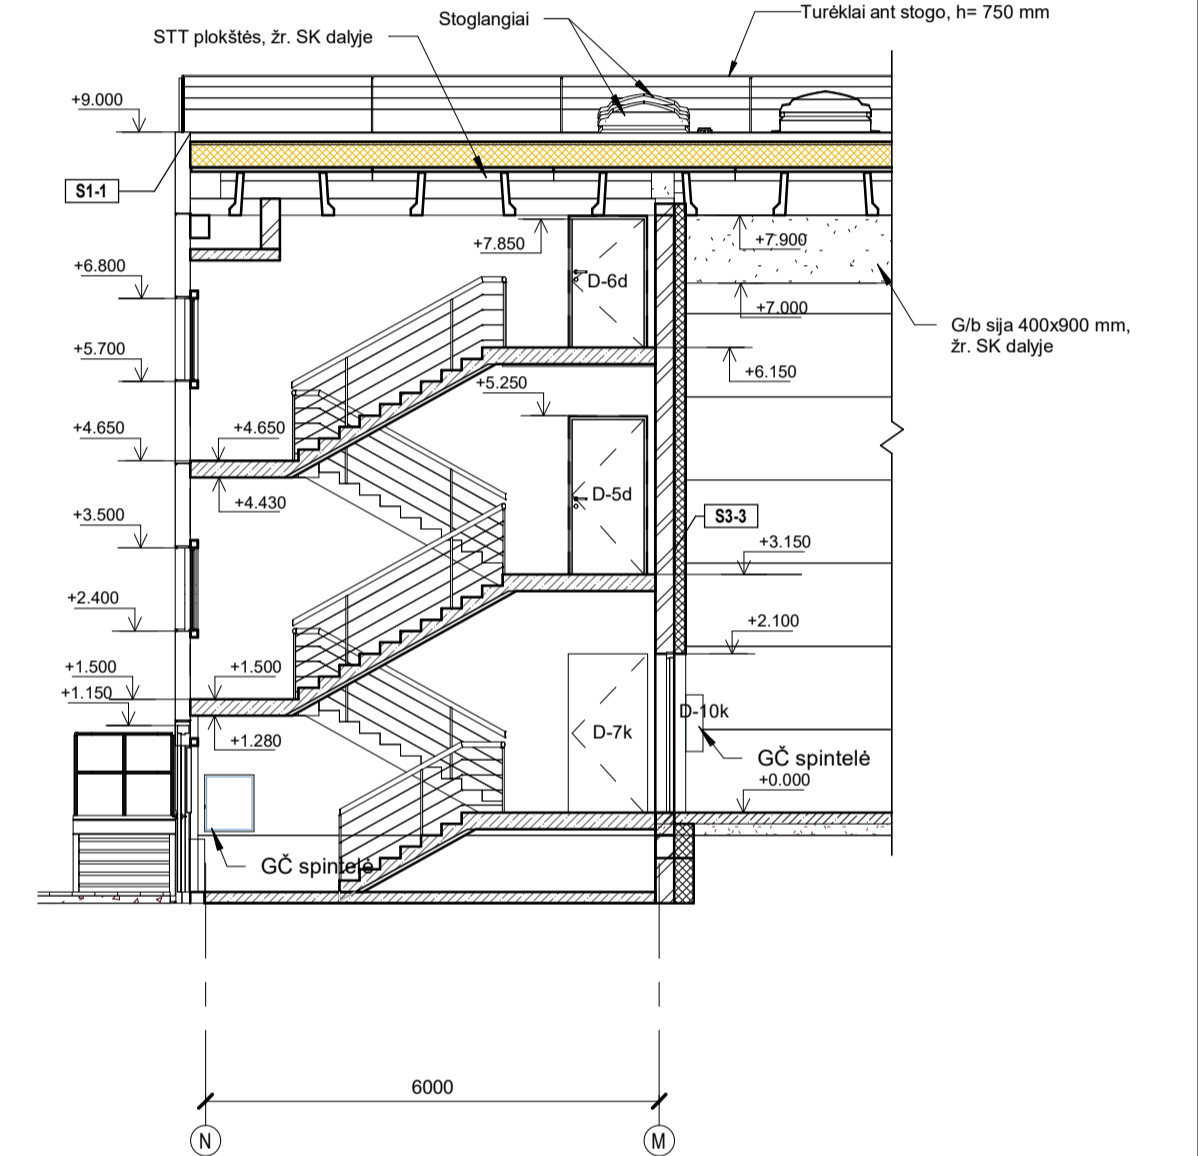 Turėklai ant stogo, h= 750 mm
Stoglangiai
STT plokštės, žr. SK dalyje
+9.000
S1-1
+7.850
+7.900
D-6d
+6.800
+7.000
G/b sija 400x900 mm,
žr. SK dalyje
+5.700
+6.150
+5.250
+4.650
+4.650
+4.430
D-5d
+3.500
S3-3
+3.150
+2.400
+2.100
+1.500
+1.500
+1.150
+1.280
D-7k
D-10k
GČ spintelė
+0.000
GČ spintelė
6000
N
M